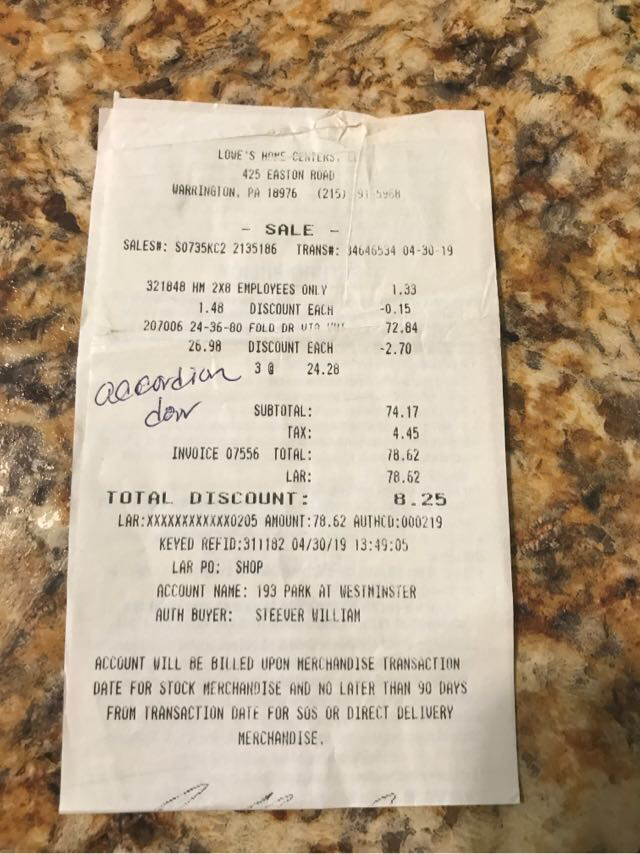 LOWE'S HOME CENTERS,
425 EASTON ROAD
WARRINGTON, PA 18976 (215)
- SALE -
SALES#: S0735KC2 2135186 TRANS#: 34646534 04-30-19
321848 HM 2X8 EMPLOYEES ONLY 1.33
1.48 DISCOUNT EACH -0.15
207006 24-36-80 FOLD DR 72.84
26.98 DISCOUNT EACH -2.70
3 @ 24.28
accordian
door
SUBTOTAL: 74.17
TAX: 4.45
INVOICE 07556 TOTAL: 78.62
LAR: 78.62
TOTAL DISCOUNT: 8.25
LAR:XXXXXXXXXXXX0205 AMOUNT:78.62 AUTHCD:000219
KEYED REFID:311182 04/30/19 13:49:05
LAR PO: SHOP
ACCOUNT NAME: 193 PARK AT WESTMINSTER
AUTH BUYER: STEEVER WILLIAM
ACCOUNT WILL BE BILLED UPON MERCHANDISE TRANSACTION
DATE FOR STOCK MERCHANDISE AND NO LATER THAN 90 DAYS
FROM TRANSACTION DATE FOR SOS OR DIRECT DELIVERY
MERCHANDISE.